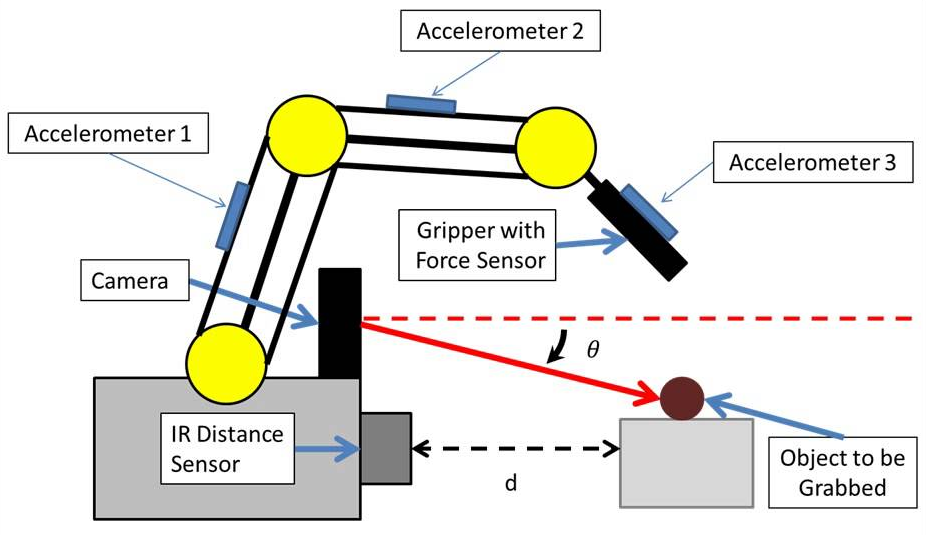 Accelerometer 2
Accelerometer 1
Accelerometer 3
Gripper with
Force Sensor
Camera
θ
IR Distance
Sensor
d
Object to be
Grabbed